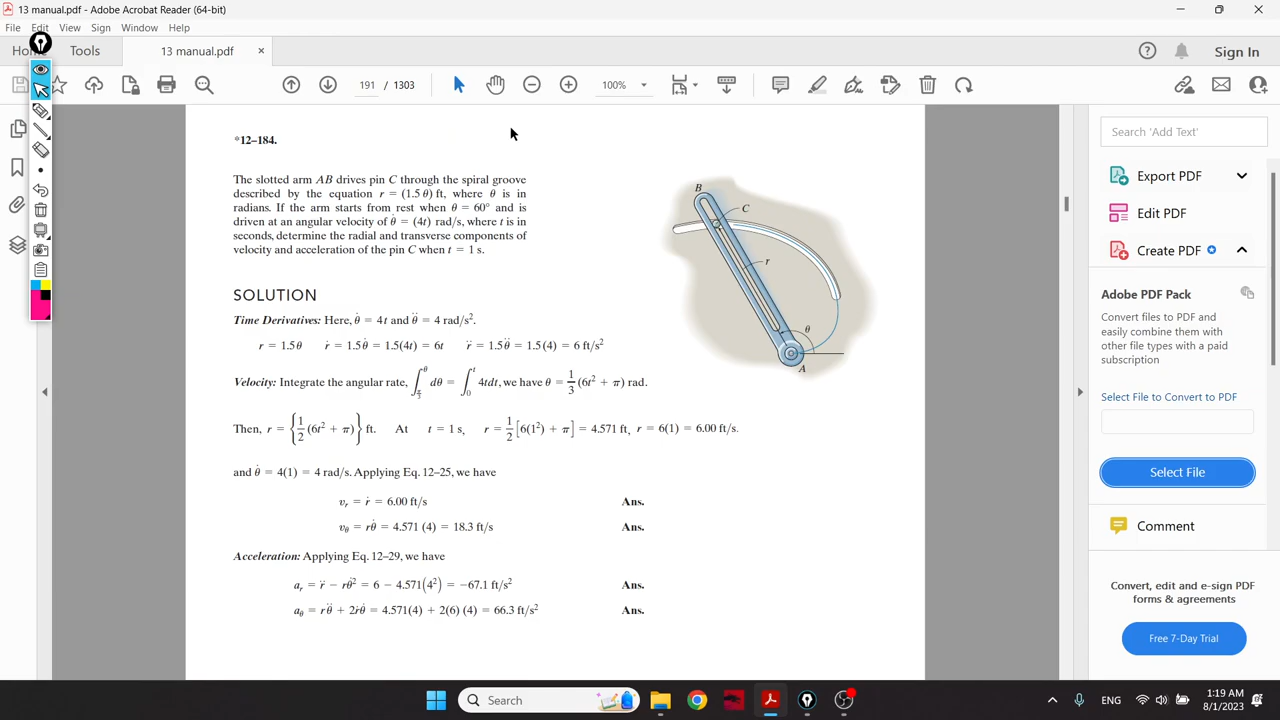 13 manual.pdf - Adobe Acrobat Reader (64-bit)
File Edit View Sign Window Help
Tools 13 manual.pdf × Sign In
191 / 1303 100%
*12–184.
The slotted arm AB drives pin C through the spiral groove
described by the equation r = (1.5 θ) ft, where θ is in
radians. If the arm starts from rest when θ = 60° and is
driven at an angular velocity of θ̇ = (4t) rad/s, where t is in
seconds, determine the radial and transverse components of
velocity and acceleration of the pin C when t = 1 s.
B
C
r
θ
A
SOLUTION
Time Derivatives: Here, θ̇ = 4t and θ̈ = 4 rad/s².
r = 1.5θ ṙ = 1.5θ̇ = 1.5(4t) = 6t r̈ = 1.5θ̈ = 1.5(4) = 6 ft/s²
Velocity: Integrate the angular rate, ∫_{π/3}^{θ} dθ = ∫_0^t 4tdt, we have θ = 1/3 (6t² + π) rad.
Then, r = {1/2 (6t² + π)} ft. At t = 1 s, r = 1/2 [6(1²) + π] = 4.571 ft, r = 6(1) = 6.00 ft/s.
and θ̇ = 4(1) = 4 rad/s. Applying Eq. 12–25, we have
v_r = ṙ = 6.00 ft/s Ans.
v_θ = rθ̇ = 4.571 (4) = 18.3 ft/s Ans.
Acceleration: Applying Eq. 12–29, we have
a_r = r̈ − rθ̇² = 6 − 4.571(4²) = −67.1 ft/s² Ans.
a_θ = rθ̈ + 2ṙθ̇ = 4.571(4) + 2(6) (4) = 66.3 ft/s² Ans.
Search 'Add Text'
Export PDF
Edit PDF
Create PDF
Adobe PDF Pack
Convert files to PDF and
easily combine them with
other file types with a paid
subscription
Select File to Convert to PDF
Select File
Comment
Convert, edit and e-sign PDF
forms & agreements
Free 7-Day Trial
Search
ENG
1:19 AM
8/1/2023